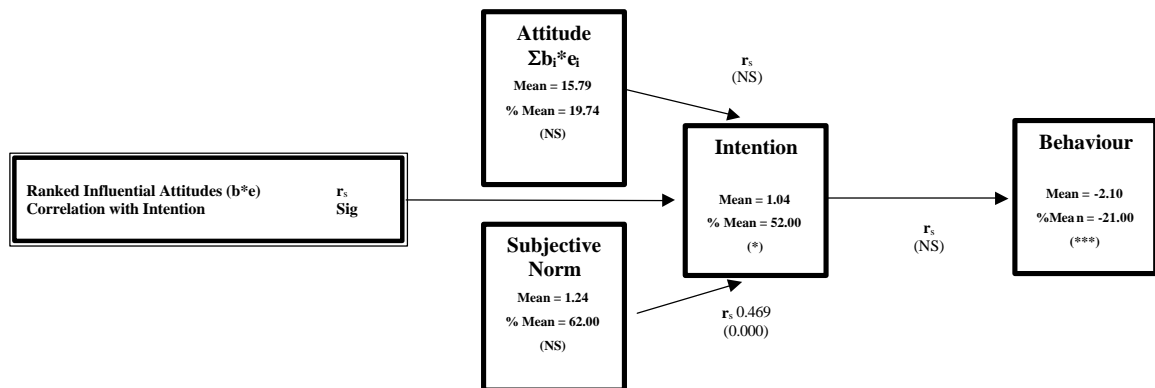 Attitude
Σbᵢ*eᵢ
Mean = 15.79
% Mean = 19.74
(NS)
rₛ
(NS)
Ranked Influential Attitudes (b*e) rₛ
Correlation with Intention Sig
Intention
Mean = 1.04
% Mean = 52.00
(*)
Behaviour
Mean = -2.10
%Mean = -21.00
(***)
rₛ
(NS)
Subjective
Norm
Mean = 1.24
% Mean = 62.00
(NS)
rₛ 0.469
(0.000)